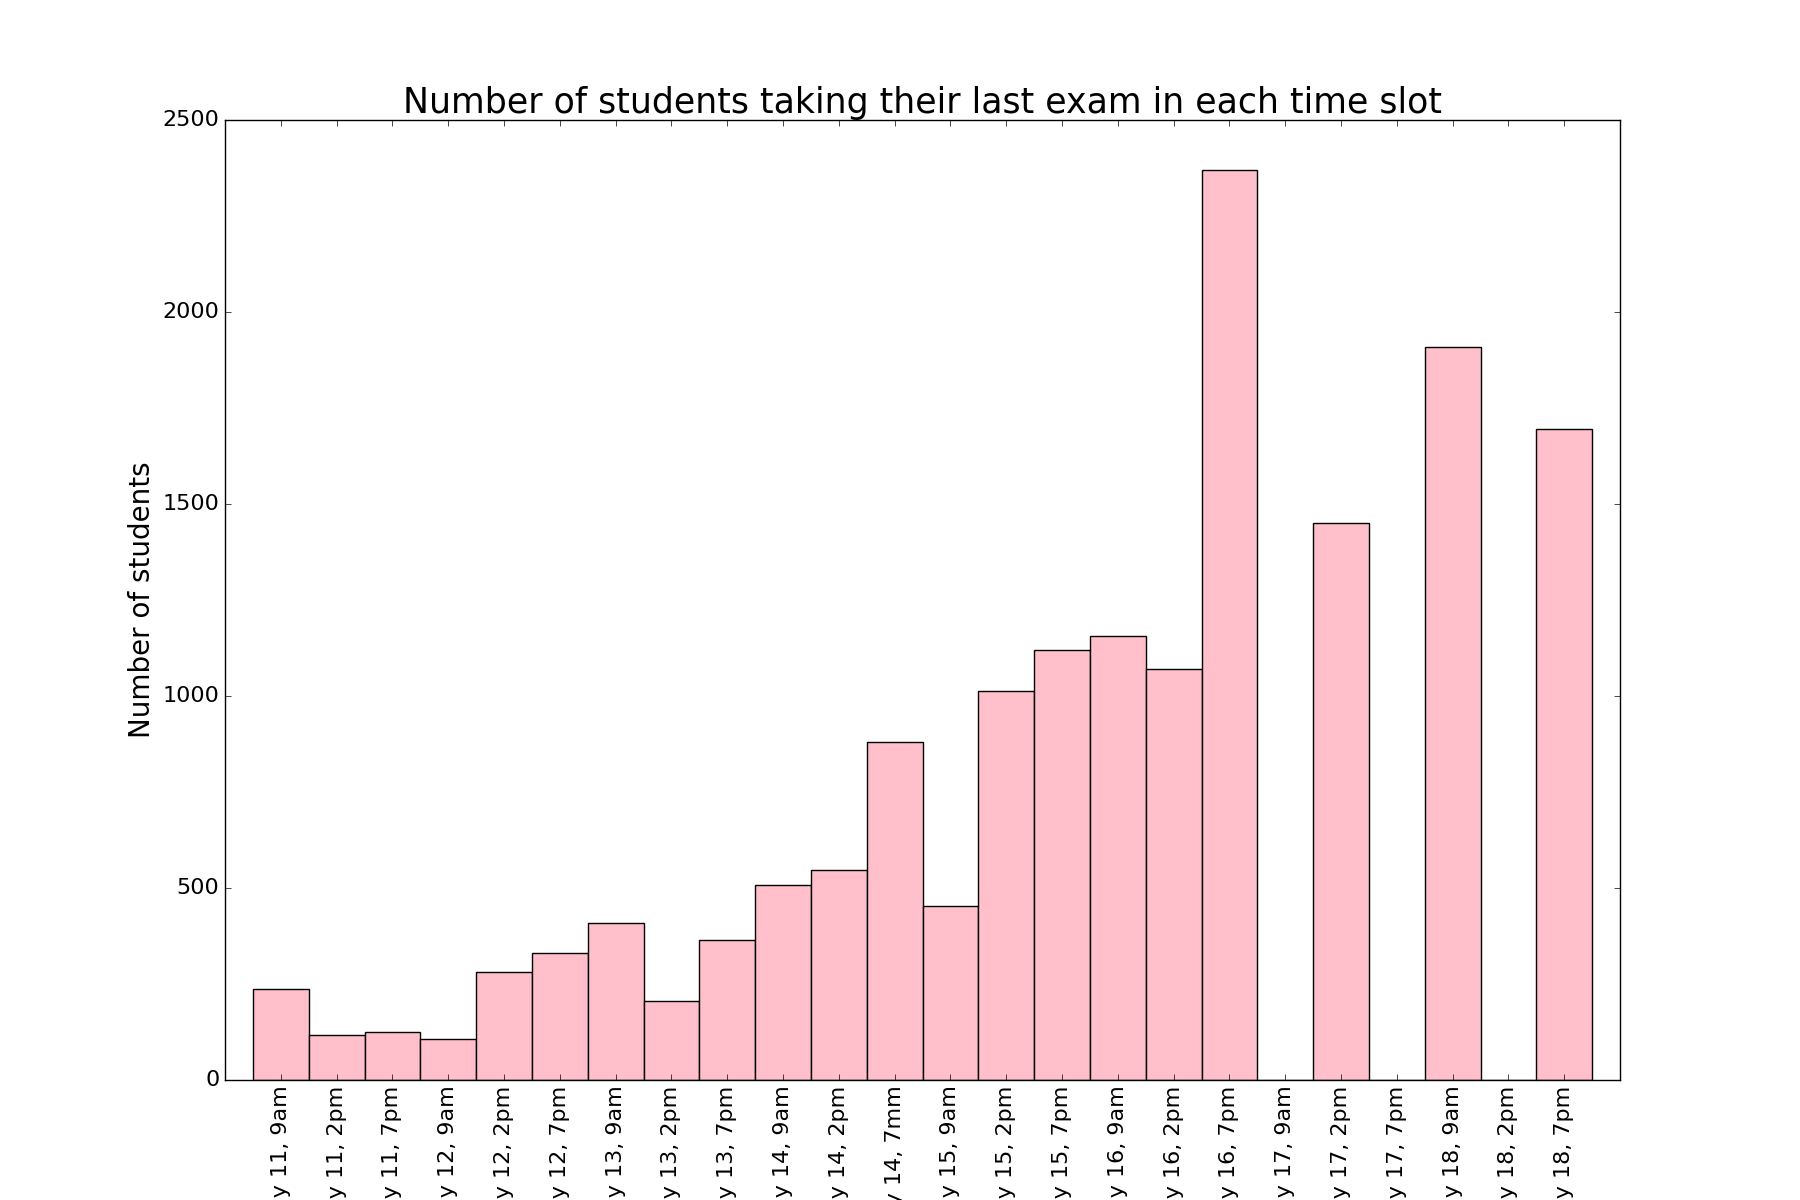 Number of students taking their last exam in each time slot
Number of students
2500
2000
1500
1000
500
0
y 11, 9am
y 11, 2pm
y 11, 7pm
y 12, 9am
y 12, 2pm
y 12, 7pm
y 13, 9am
y 13, 2pm
y 13, 7pm
y 14, 9am
y 14, 2pm
y 14, 7mm
y 15, 9am
y 15, 2pm
y 15, 7pm
y 16, 9am
y 16, 2pm
y 16, 7pm
y 17, 9am
y 17, 2pm
y 17, 7pm
y 18, 9am
y 18, 2pm
y 18, 7pm